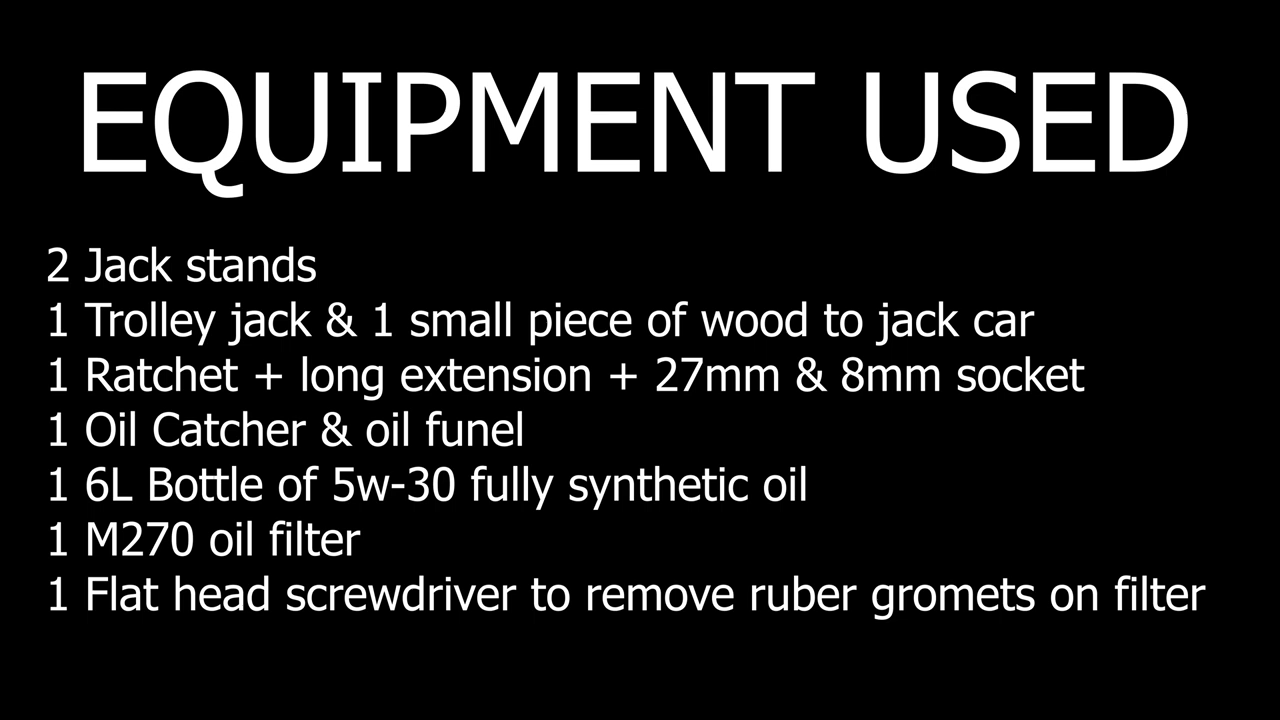 EQUIPMENT USED
2 Jack stands
1 Trolley jack & 1 small piece of wood to jack car
1 Ratchet + long extension + 27mm & 8mm socket
1 Oil Catcher & oil funel
1 6L Bottle of 5w-30 fully synthetic oil
1 M270 oil filter
1 Flat head screwdriver to remove ruber gromets on filter